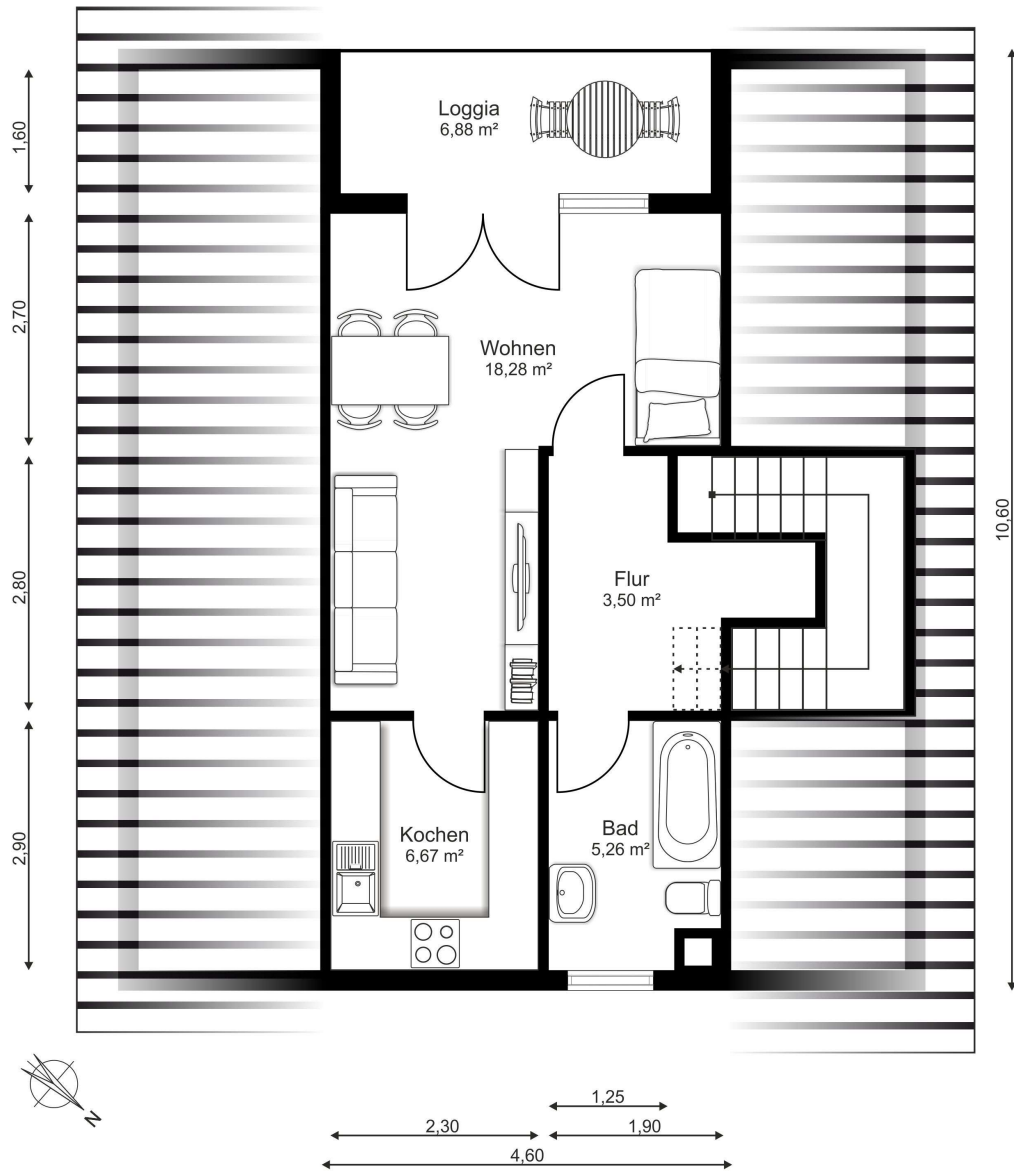 Loggia
6,88 m²
1,60
2,70
Wohnen
18,28 m²
10,60
2,80
Flur
3,50 m²
2,90
Kochen
6,67 m²
Bad
5,26 m²
N
1,25
2,30
1,90
4,60